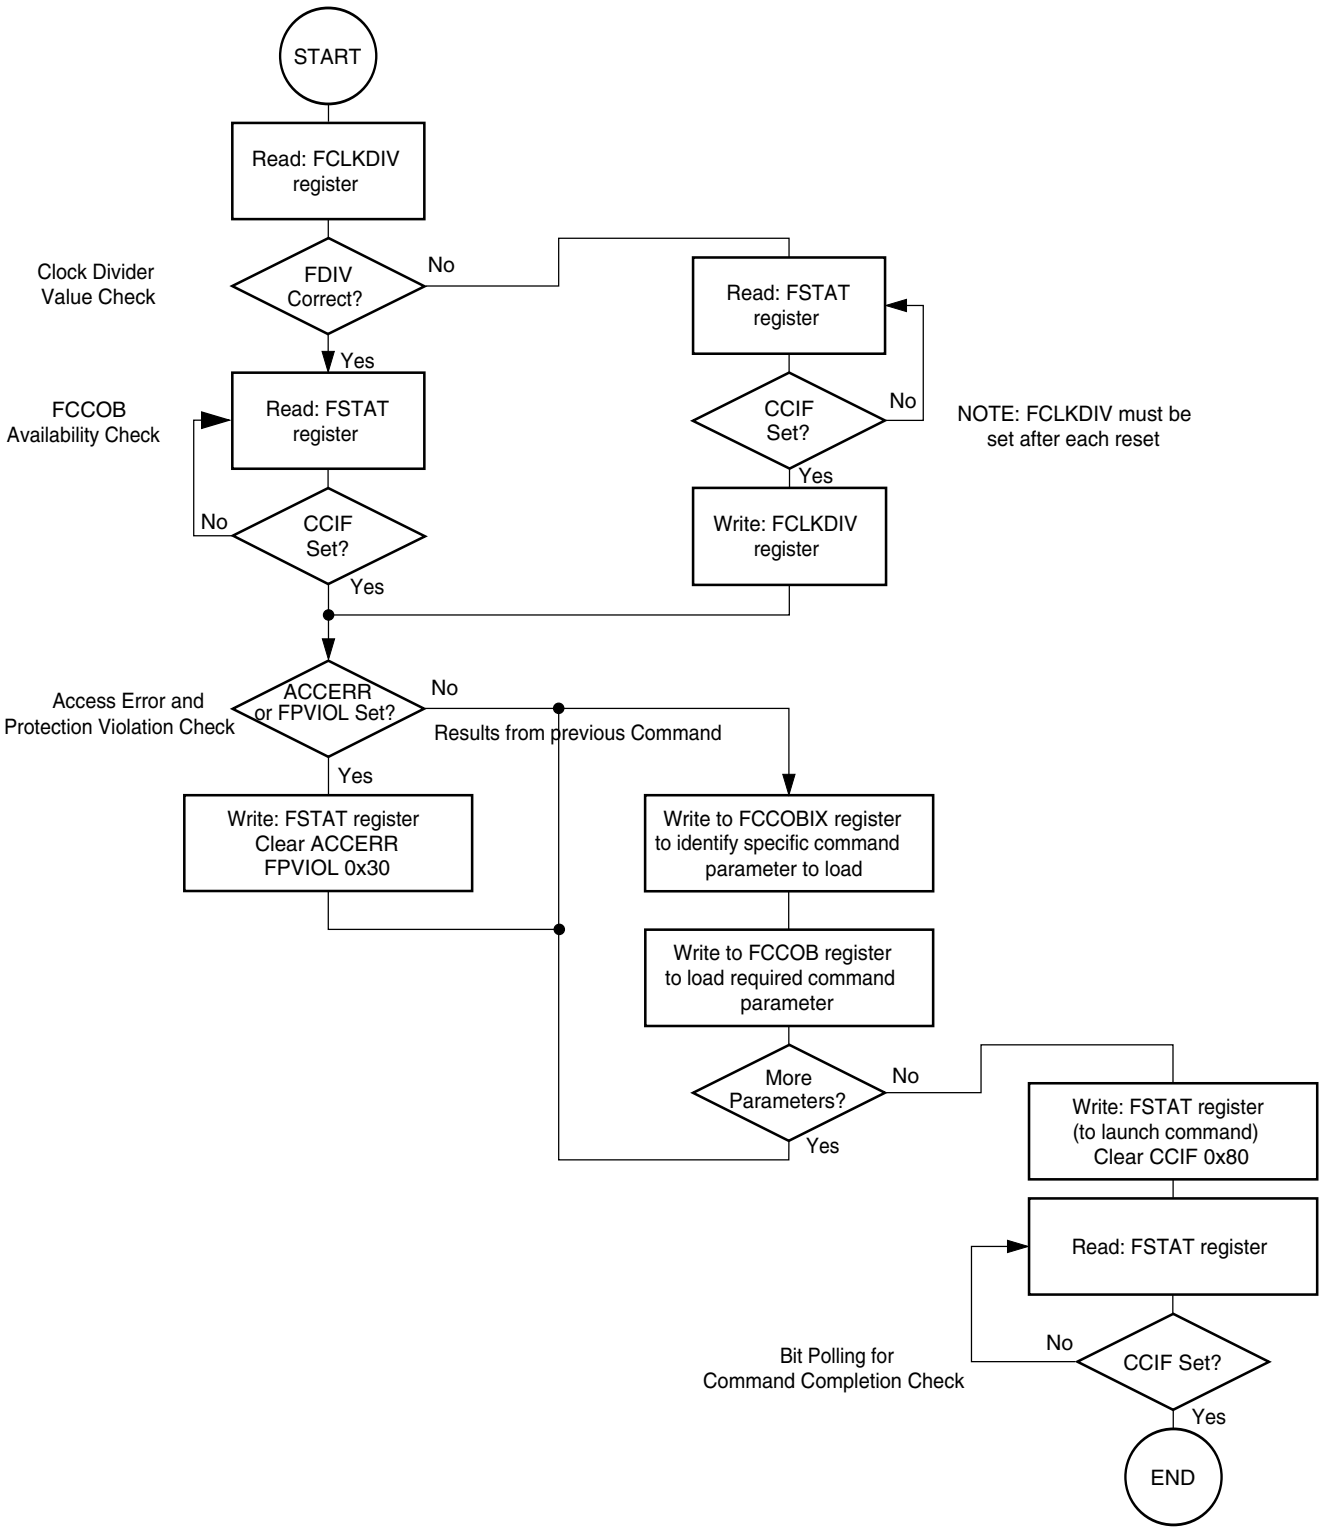 START
Read: FCLKDIV
register
Clock Divider
Value Check
FDIV
Correct?
No
Yes
Read: FSTAT
register
CCIF
Set?
No
Yes
Write: FCLKDIV
register
NOTE: FCLKDIV must be
set after each reset
FCCOB
Availability Check
Read: FSTAT
register
CCIF
Set?
No
Yes
Access Error and
Protection Violation Check
ACCERR
or FPVIOL Set?
No
Results from previous Command
Yes
Write: FSTAT register
Clear ACCERR
FPVIOL 0x30
Write to FCCOBIX register
to identify specific command
parameter to load
Write to FCCOB register
to load required command
parameter
More
Parameters?
No
Yes
Write: FSTAT register
(to launch command)
Clear CCIF 0x80
Read: FSTAT register
Bit Polling for
Command Completion Check
No
CCIF Set?
Yes
END